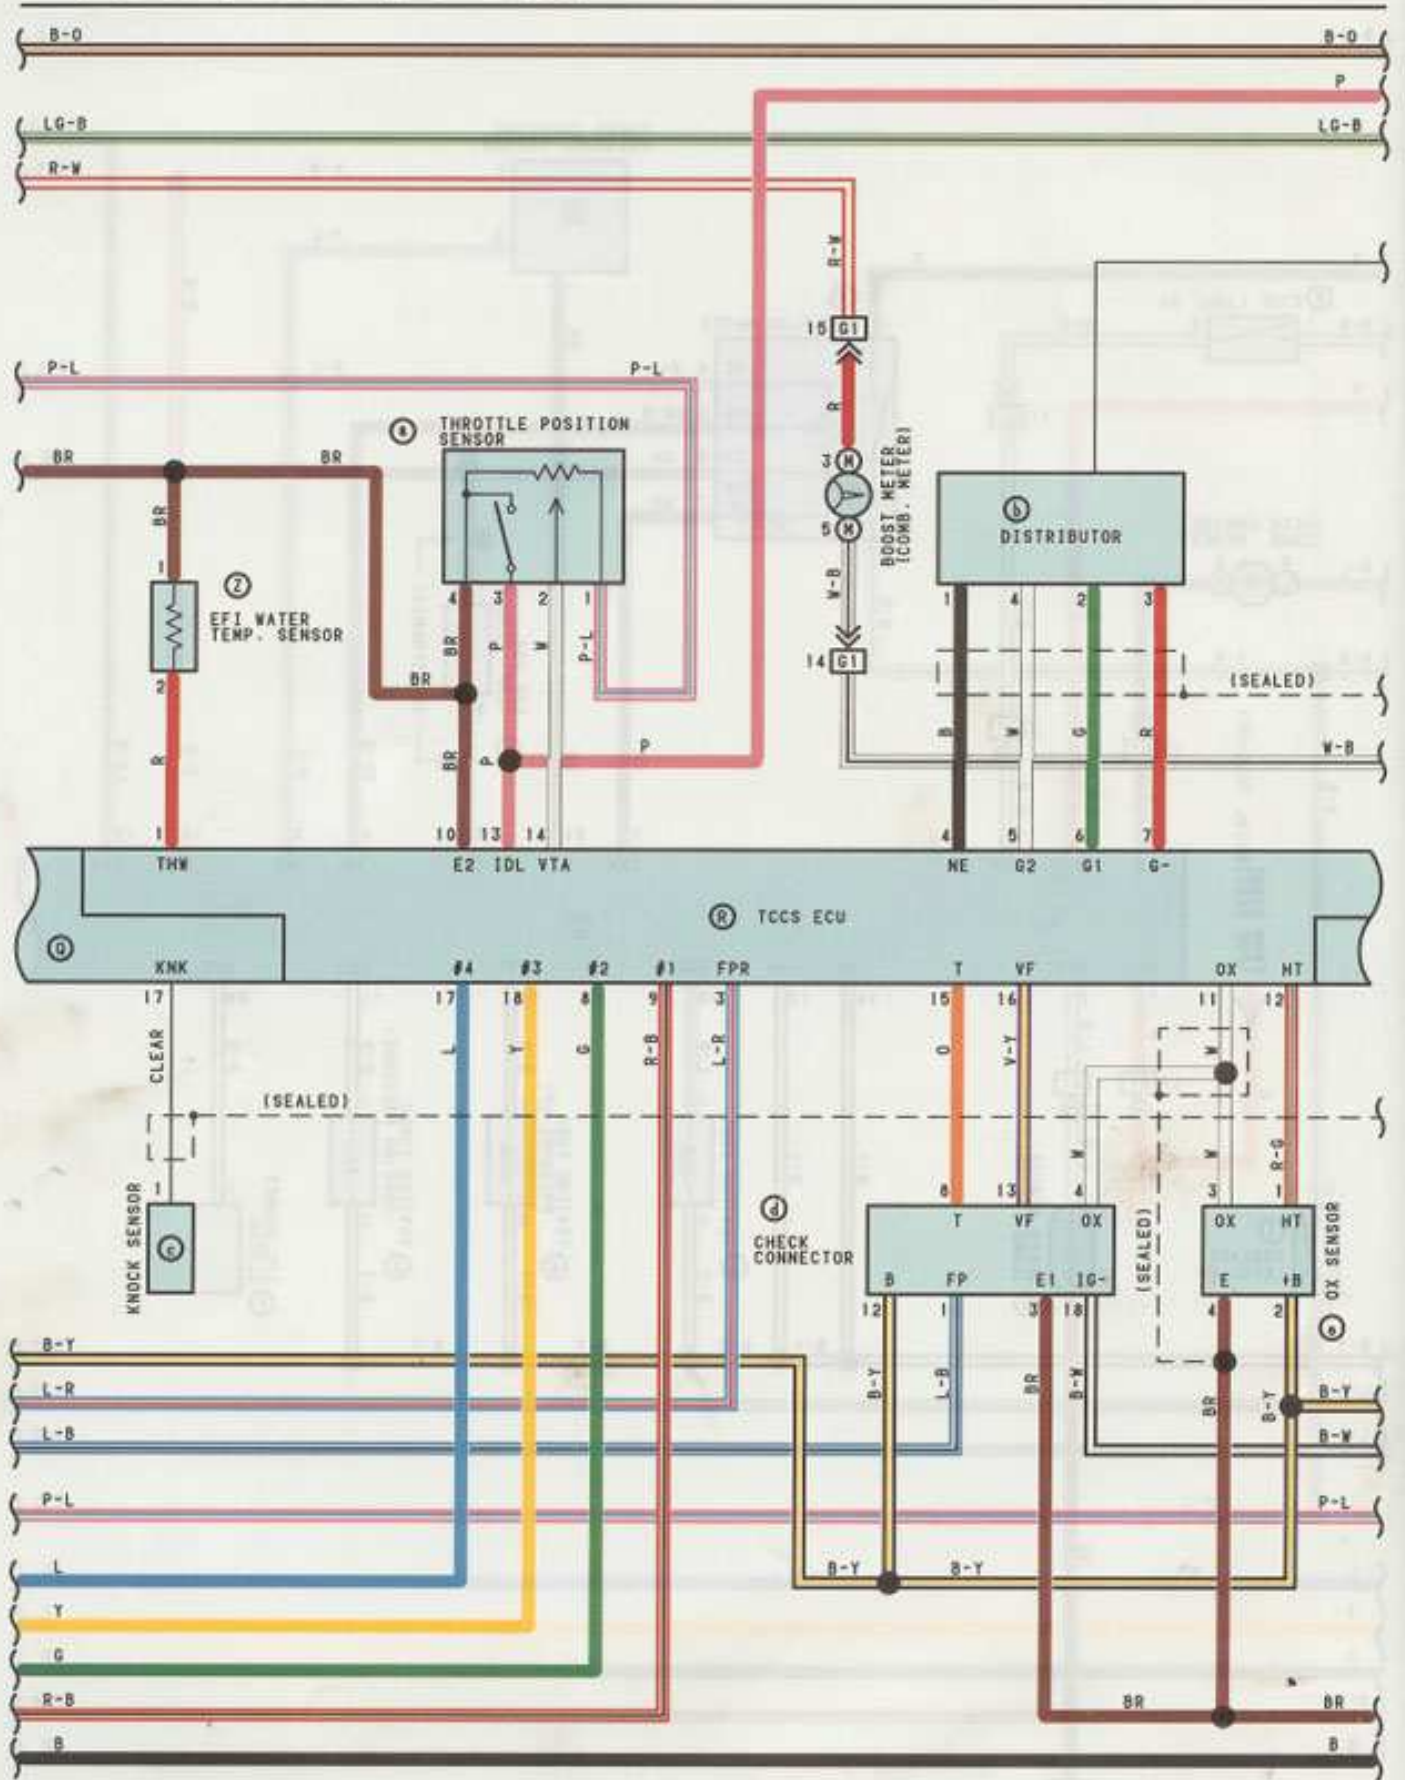 B-O B-O
P
LG-B LG-B
R-W
R-W
15 G1
P-L P-L
R
a THROTTLE POSITION
SENSOR
BR BR
3 M
5 M
BOOST METER
(COMB. METER)
b
DISTRIBUTOR
BR
1
Z
EFI WATER
TEMP. SENSOR
4 3 2 1
W-B
1 4 2 3
BR P W P-L
14 G1
2
BR
(SEALED)
R
BR P P
B W G R
W-B
1 10 13 14 4 5 6 7
THW E2 IDL VTA NE G2 G1 G-
R TCCS ECU
Q
KNK #4 #3 #2 #1 FPR T VF OX HT
17 17 18 8 9 3 15 16 11 12
CLEAR L Y G R-B L-R O V-Y W
(SEALED)
W W R-G
1 8 13 4 3 1
KNOCK SENSOR
c
d
CHECK
CONNECTOR
T VF OX OX HT
(SEALED)
OX SENSOR
B FP E1 IG- E +B
12 1 3 18 4 2
e
B-Y
B-Y L-B BR B-W BR B-Y
L-R B-Y
L-B B-W
P-L P-L
L B-Y B-Y
Y
G
R-B BR BR
B B